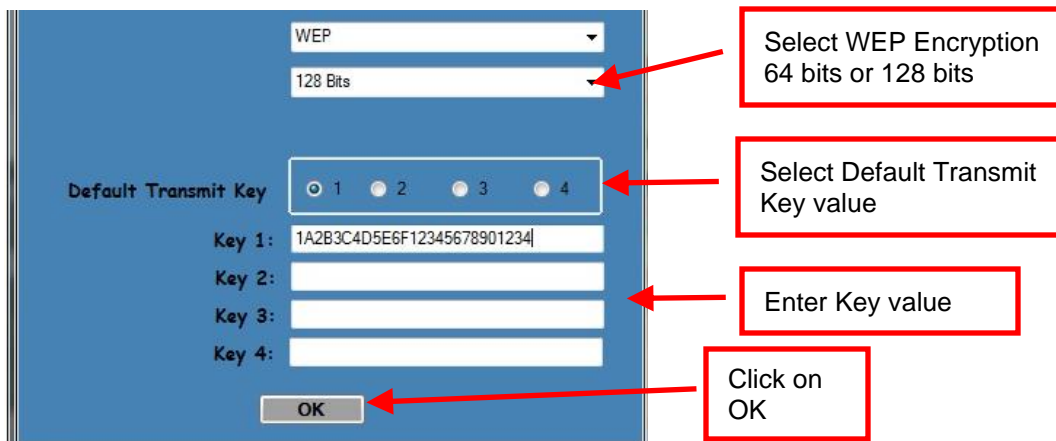 WEP
Select WEP Encryption
64 bits or 128 bits
128 Bits
Default Transmit Key
1 2 3 4
Select Default Transmit
Key value
Key 1: 1A2B3C4D5E6F12345678901234
Key 2:
Key 3:
Enter Key value
Key 4:
OK
Click on
OK